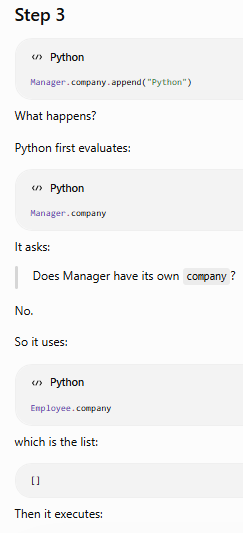 Step 3
</> Python
Manager.company.append("Python")
What happens?
Python first evaluates:
</> Python
Manager.company
It asks:
Does Manager have its own company?
No.
So it uses:
</> Python
Employee.company
which is the list:
[]
Then it executes: